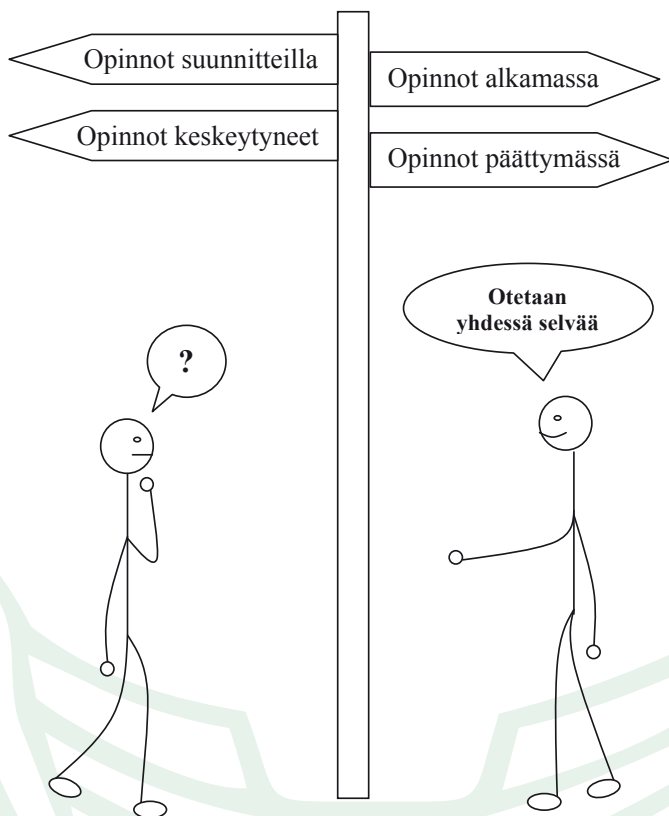 Opinnot suunnitteilla
Opinnot alkamassa
Opinnot keskeytyneet
Opinnot päättymässä
Otetaan
yhdessä selvää
?